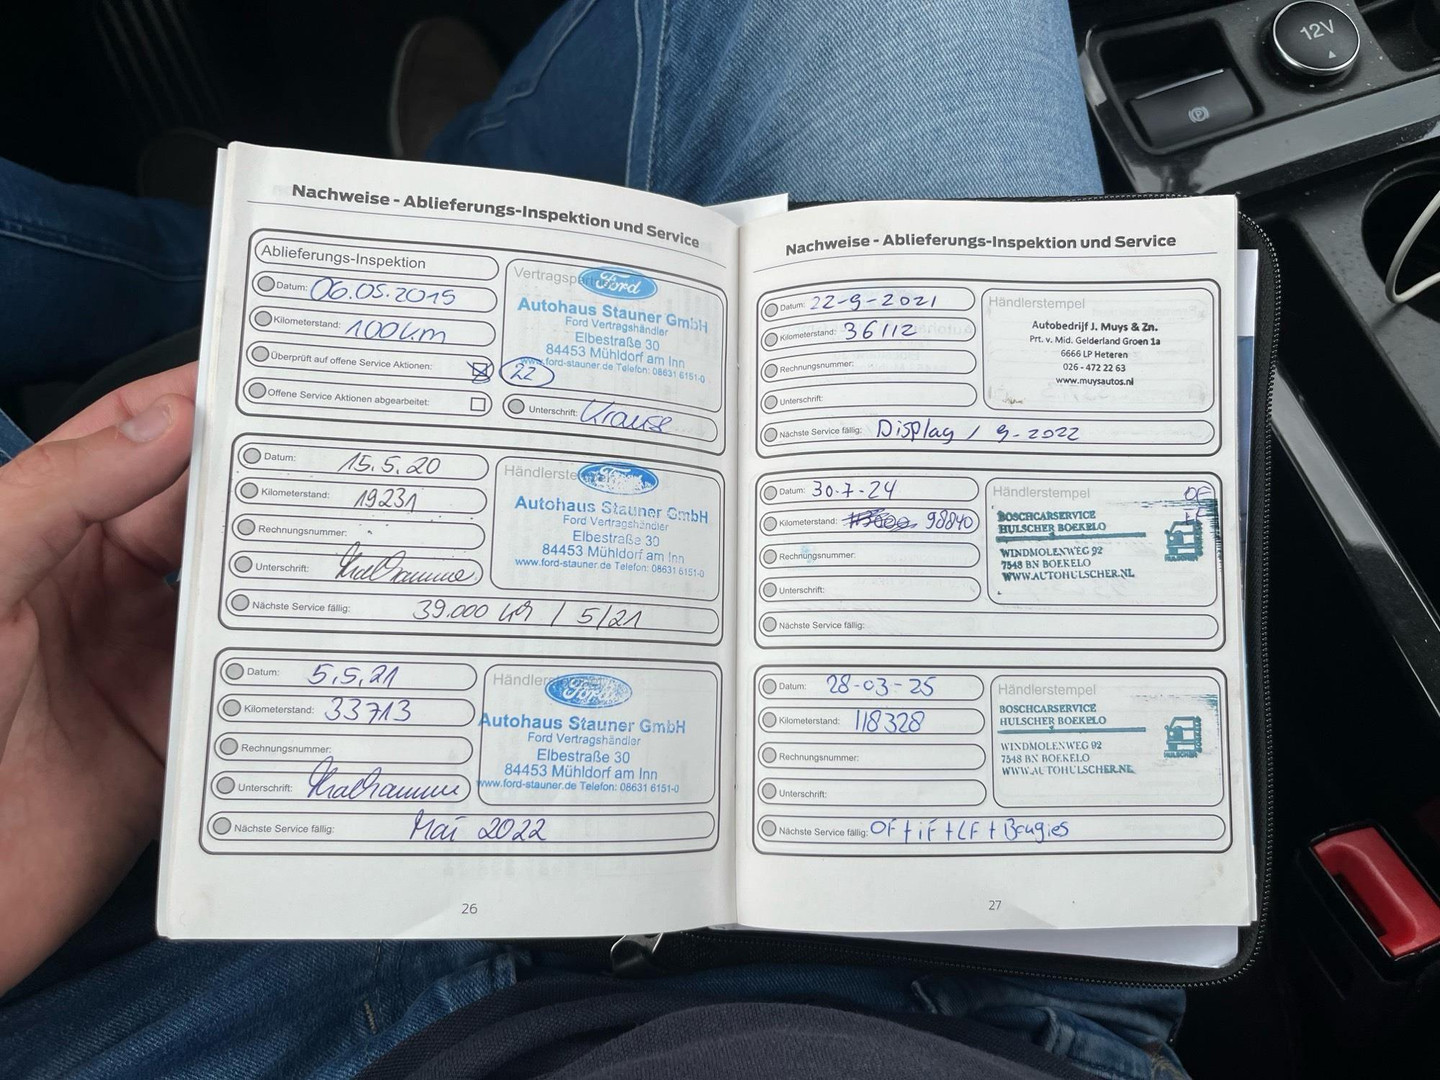 Nachweise - Ablieferungs-Inspektion und Service
Ablieferungs-Inspektion
Datum: 06.05.2015
Kilometerstand: 100km
Überprüft auf offene Service Aktionen:
Offene Service Aktionen abgearbeitet:
Ford
Autohaus Stauner GmbH
Ford Vertragshändler
Elbestraße 30
84453 Mühldorf am Inn
www.ford-stauner.de Telefon: 08631 6151-0
22
Unterschrift: Krause
Datum: 15.5.20
Kilometerstand: 19231
Rechnungsnummer:
Unterschrift:
Nächste Service fällig: 39.000 km / 5/21
Autohaus Stauner GmbH
Ford Vertragshändler
Elbestraße 30
84453 Mühldorf am Inn
www.ford-stauner.de Telefon: 08631 6151-0
Datum: 5.5.21
Kilometerstand: 33713
Rechnungsnummer:
Unterschrift:
Nächste Service fällig: Mai 2022
Ford
Autohaus Stauner GmbH
Ford Vertragshändler
Elbestraße 30
84453 Mühldorf am Inn
www.ford-stauner.de Telefon: 08631 6151-0
26
Nachweise - Ablieferungs-Inspektion und Service
Datum: 22-9-2021
Kilometerstand: 36112
Rechnungsnummer:
Unterschrift:
Nächste Service fällig: Display / 9-2022
Händlerstempel
Autobedrijf J. Muys & Zn.
Prt. v. Mid. Gelderland Groen 1a
6666 LP Heteren
026 - 472 22 63
www.muysautos.nl
Datum: 30-7-24
Kilometerstand: 98840
Rechnungsnummer:
Unterschrift:
Nächste Service fällig:
Händlerstempel
OF
BOSCHCARSERVICE
HULSCHER BOEKELO
WINDMOLENWEG 92
7548 BN BOEKELO
WWW.AUTOHULSCHER.NL
Datum: 28-03-25
Kilometerstand: 118328
Rechnungsnummer:
Unterschrift:
Nächste Service fällig: OF + iF + LF + Bougies
Händlerstempel
BOSCHCARSERVICE
HULSCHER BOEKELO
WINDMOLENWEG 92
7548 BN BOEKELO
WWW.AUTOHULSCHER.NL
HULSCHER
27
12V